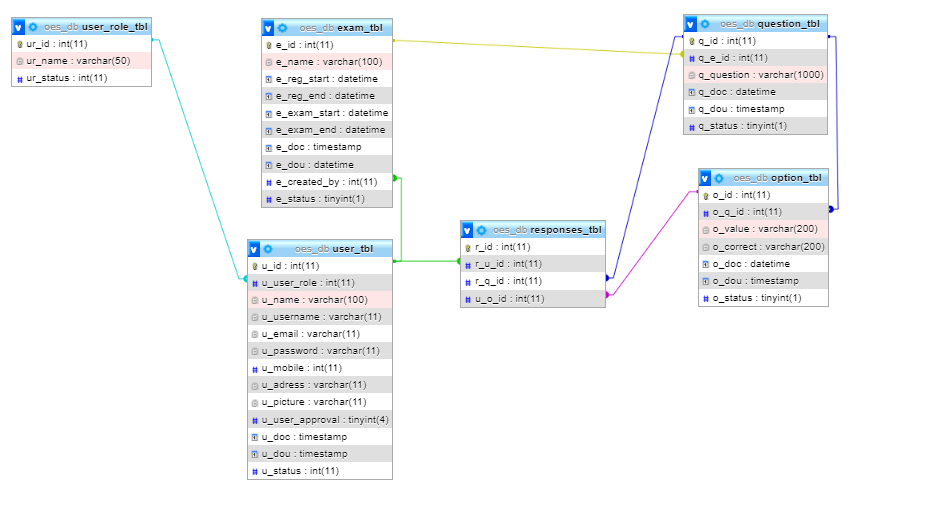 oes_db user_role_tbl
ur_id : int(11)
ur_name : varchar(50)
ur_status : int(11)
oes_db exam_tbl
e_id : int(11)
e_name : varchar(100)
e_reg_start : datetime
e_reg_end : datetime
e_exam_start : datetime
e_exam_end : datetime
e_doc : timestamp
e_dou : datetime
e_created_by : int(11)
e_status : tinyint(1)
oes_db question_tbl
q_id : int(11)
q_e_id : int(11)
q_question : varchar(1000)
q_doc : datetime
q_dou : timestamp
q_status : tinyint(1)
oes_db option_tbl
o_id : int(11)
o_q_id : int(11)
o_value : varchar(200)
o_correct : varchar(200)
o_doc : datetime
o_dou : timestamp
o_status : tinyint(1)
oes_db responses_tbl
r_id : int(11)
r_u_id : int(11)
r_q_id : int(11)
u_o_id : int(11)
oes_db user_tbl
u_id : int(11)
u_user_role : int(11)
u_name : varchar(100)
u_username : varchar(11)
u_email : varchar(11)
u_password : varchar(11)
u_mobile : int(11)
u_adress : varchar(11)
u_picture : varchar(11)
u_user_approval : tinyint(4)
u_doc : timestamp
u_dou : timestamp
u_status : int(11)